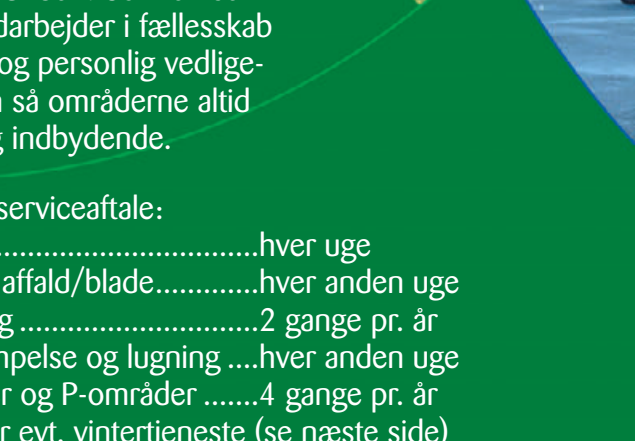 darbejder i fællesskab
og personlig vedlige-
så områderne altid
indbydende.
serviceaftale:
..................................hver uge
affald/blade.............hver anden uge
..............................2 gange pr. år
og lugning ....hver anden uge
og P-områder .......4 gange pr. år
evt. vintertjeneste (se næste side)